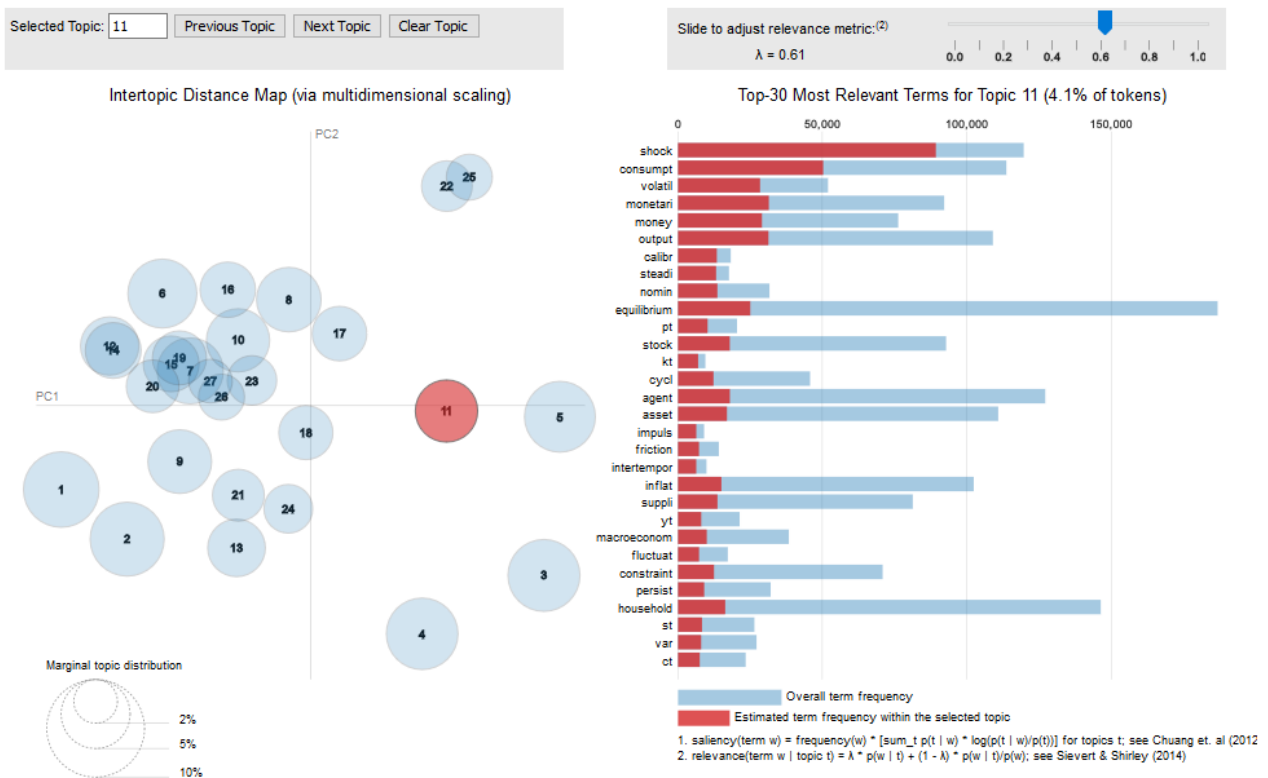 Selected Topic: 11 Previous Topic Next Topic Clear Topic
Slide to adjust relevance metric:(2)
λ = 0.61
0.0 0.2 0.4 0.6 0.8 1.0
Intertopic Distance Map (via multidimensional scaling)
PC2
PC1
25
22
6
16
8
17
10
14
19
15
7
20
27
23
26
11
5
18
9
1
21
24
2
13
3
4
Marginal topic distribution
2%
5%
10%
Top-30 Most Relevant Terms for Topic 11 (4.1% of tokens)
0 50,000 100,000 150,000
shock
consumpt
volatil
monetari
money
output
calibr
steadi
nomin
equilibrium
pt
stock
kt
cycl
agent
asset
impuls
friction
intertempor
inflat
suppli
yt
macroeconom
fluctuat
constraint
persist
household
st
var
ct
Overall term frequency
Estimated term frequency within the selected topic
1. saliency(term w) = frequency(w) * [sum_t p(t | w) * log(p(t | w)/p(t))] for topics t; see Chuang et. al (2012
2. relevance(term w | topic t) = λ * p(w | t) + (1 - λ) * p(w | t)/p(w); see Sievert & Shirley (2014)